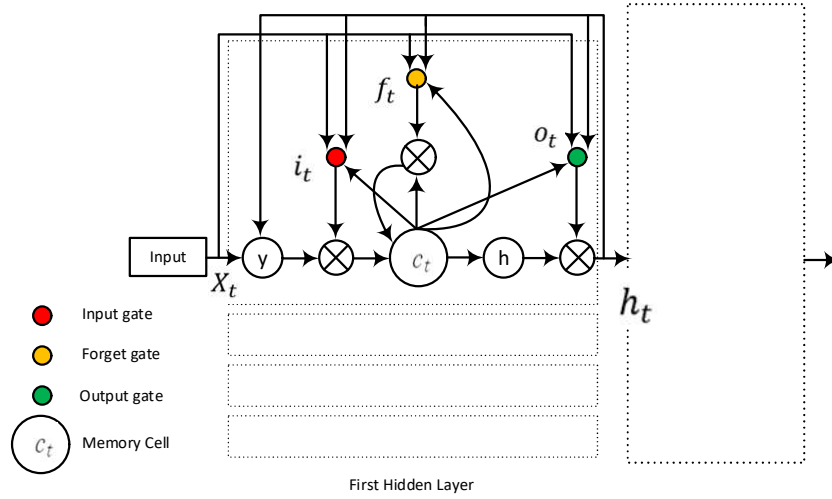 f_t
o_t
i_t
Input
y
c_t
h
X_t
h_t
Input gate
Forget gate
Output gate
c_t
Memory Cell
First Hidden Layer